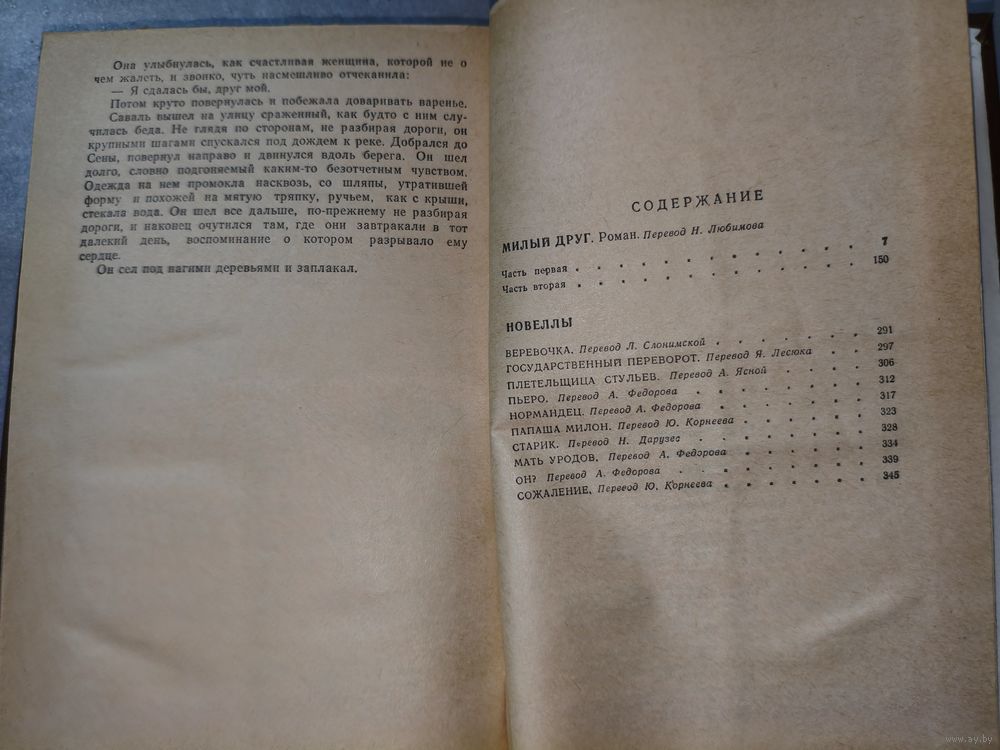 Она улыбнулась, как счастливая женщина, которой не о
чем жалеть, и звонко, чуть насмешливо отчеканила:
— Я сдалась бы, друг мой.
Потом круто повернулась и побежала доваривать варенье.
Саваль вышел на улицу сраженный, как будто с ним слу-
чилась беда. Не глядя по сторонам, не разбирая дороги, он
крупными шагами спускался под дождем к реке. Добрался до
Сены, повернул направо и двинулся вдоль берега. Он шел
долго, словно подгоняемый каким-то безотчетным чувством.
Одежда на нем промокла насквозь, со шляпы, утратившей
форму и похожей на мятую тряпку, ручьем, как с крыши,
стекала вода. Он шел все дальше, по-прежнему не разбирая
дороги, и наконец очутился там, где они завтракали в тот
далекий день, воспоминание о котором разрывало ему
сердце.
Он сел под нагими деревьями и заплакал.
СОДЕРЖАНИЕ
МИЛЫЙ ДРУГ. Роман. Перевод Н. Любимова
Часть первая . . . . . . . . . . . 7
Часть вторая . . . . . . . . . . . 150
НОВЕЛЛЫ
ВЕРЕВОЧКА. Перевод Л. Слонимской . . . . . 291
ГОСУДАРСТВЕННЫЙ ПЕРЕВОРОТ. Перевод Я. Лесюка . . 297
ПЛЕТЕЛЬЩИЦА СТУЛЬЕВ. Перевод А. Ясной . . . . 306
ПЬЕРО. Перевод А. Федорова . . . . . . 312
НОРМАНДЕЦ. Перевод А. Федорова . . . . . 317
ПАПАША МИЛОН. Перевод Ю. Корнеева . . . . . 323
СТАРИК. Перевод Н. Дарузес . . . . . . 328
МАТЬ УРОДОВ. Перевод А. Федорова . . . . . 334
ОН? Перевод А. Федорова . . . . . . 339
СОЖАЛЕНИЕ. Перевод Ю. Корнеева . . . . . 345
www.ay.by